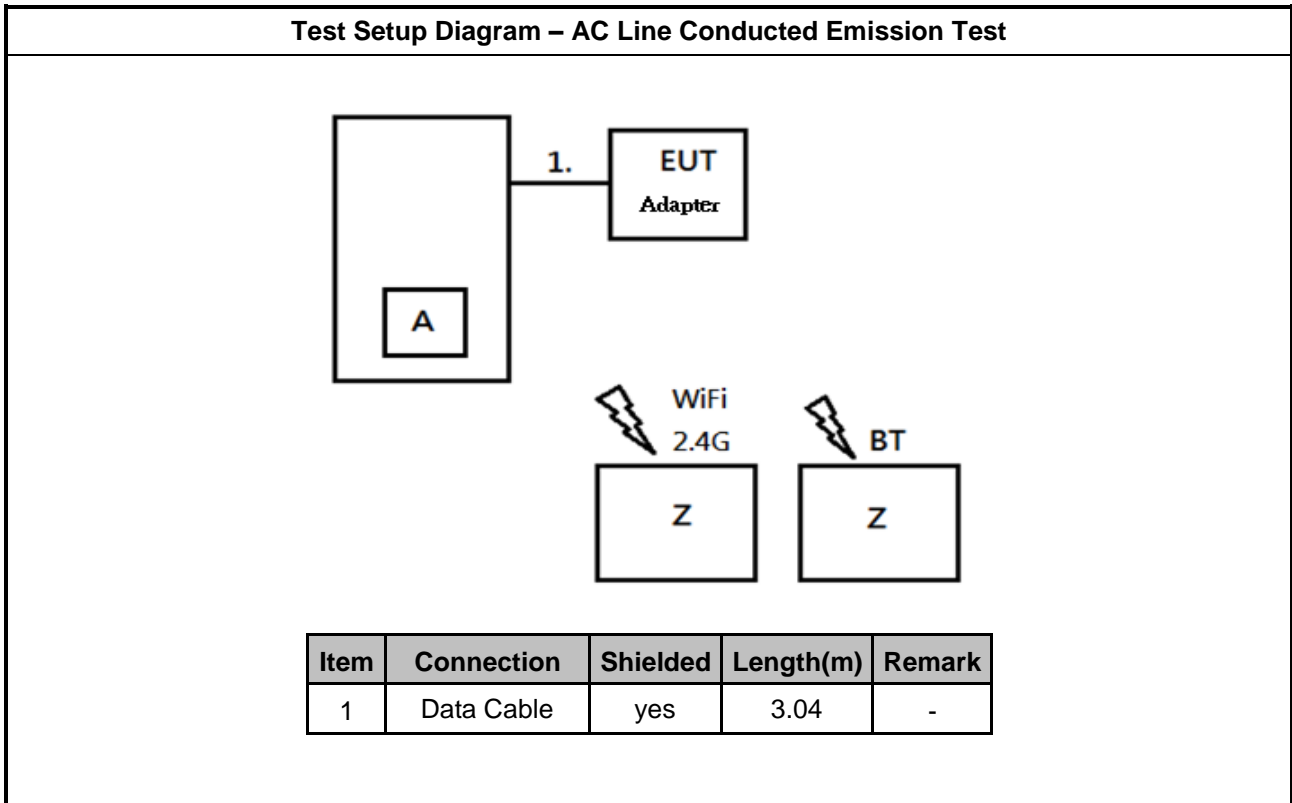 Test Setup Diagram – AC Line Conducted Emission Test
1.
EUT
Adapter
A
WiFi
2.4G
BT
Z
Z
Item Connection Shielded Length(m) Remark
1 Data Cable yes 3.04 -